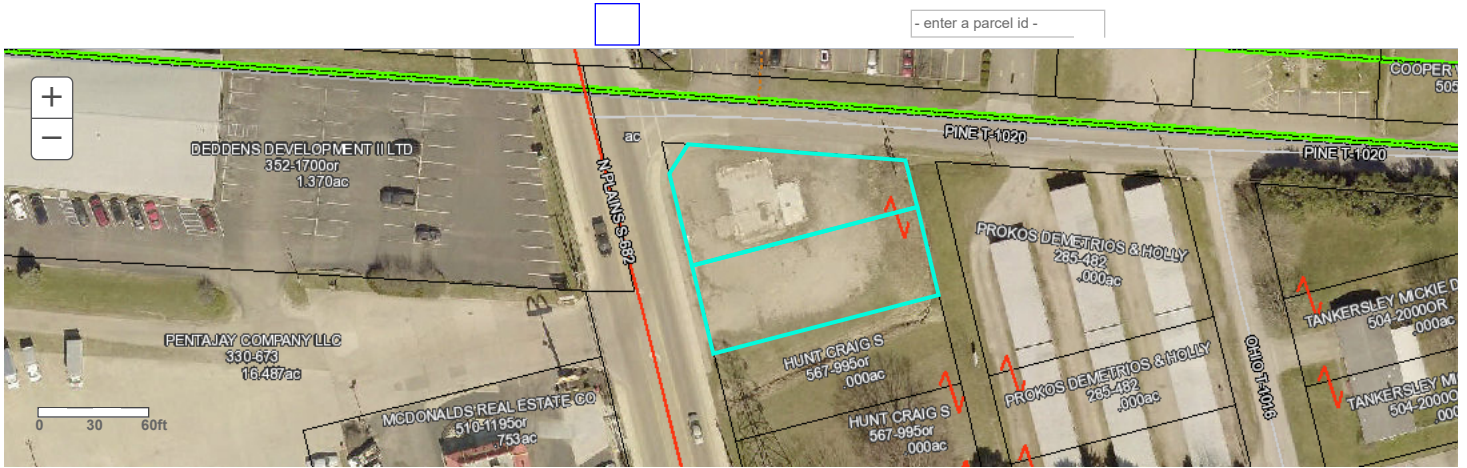 - enter a parcel id -
+
−
COOPER
505
PINE T-1020
PINE T-1020
ac
DEDDENS DEVELOPMENT II LTD
352-1700or
1.370ac
N PLAINS S-682
PROKOS DEMETRIOS & HOLLY
285-482
.000ac
TANKERSLEY MICKIE D
504-2000OR
.000ac
PENTAJAY COMPANY LLC
330-673
16.487ac
HUNT CRAIG S
567-995or
.000ac
OHIO T-1046
PROKOS DEMETRIOS & HOLLY
285-482
.000ac
TANKERSLEY MI
504-2000O
.000
MCDONALDS REAL ESTATE CO
510-1195or
.753ac
HUNT CRAIG S
567-995or
.000ac
0 30 60ft